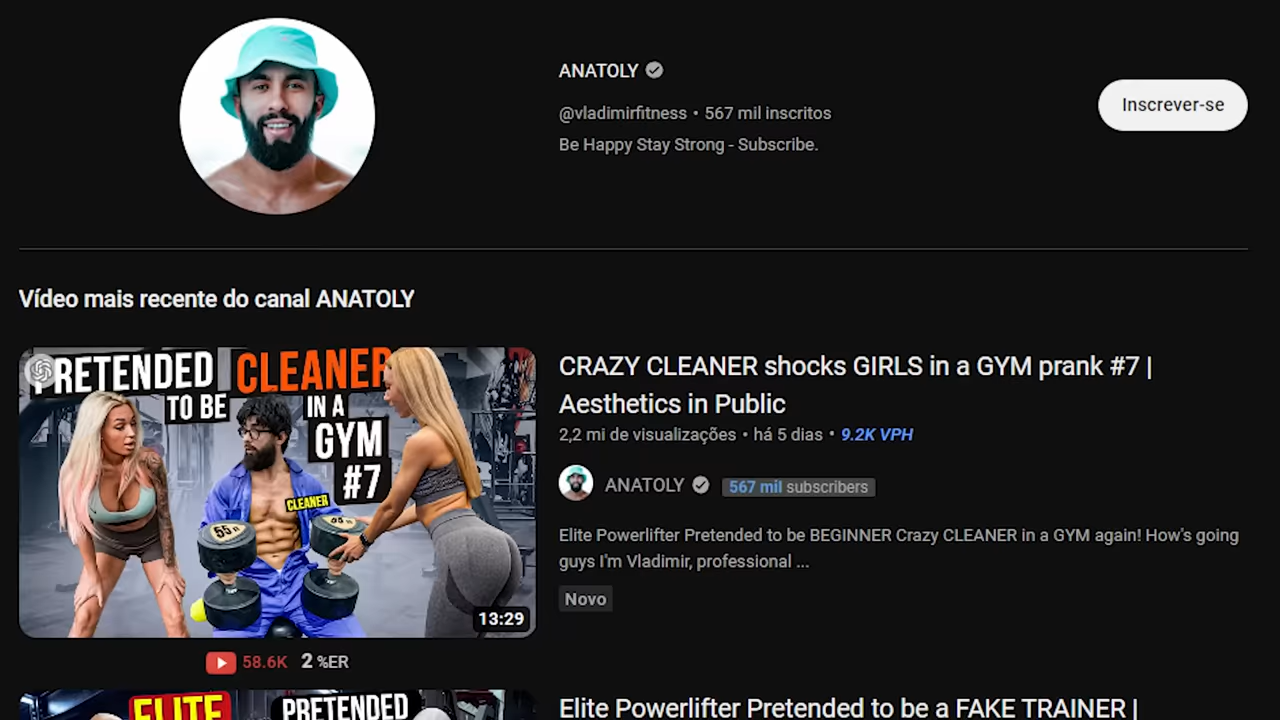 ANATOLY
@vladimirfitness • 567 mil inscritos
Be Happy Stay Strong - Subscribe.
Inscrever-se
Vídeo mais recente do canal ANATOLY
PRETENDED CLEANER
TO BE IN A
GYM
#7
CLEANER
55
55
13:29
58.6K 2 %ER
CRAZY CLEANER shocks GIRLS in a GYM prank #7 |
Aesthetics in Public
2,2 mi de visualizações • há 5 dias • 9.2K VPH
ANATOLY 567 mil subscribers
Elite Powerlifter Pretended to be BEGINNER Crazy CLEANER in a GYM again! How's going
guys I'm Vladimir, professional ...
Novo
ELITE PRETENDED
Elite Powerlifter Pretended to be a FAKE TRAINER |